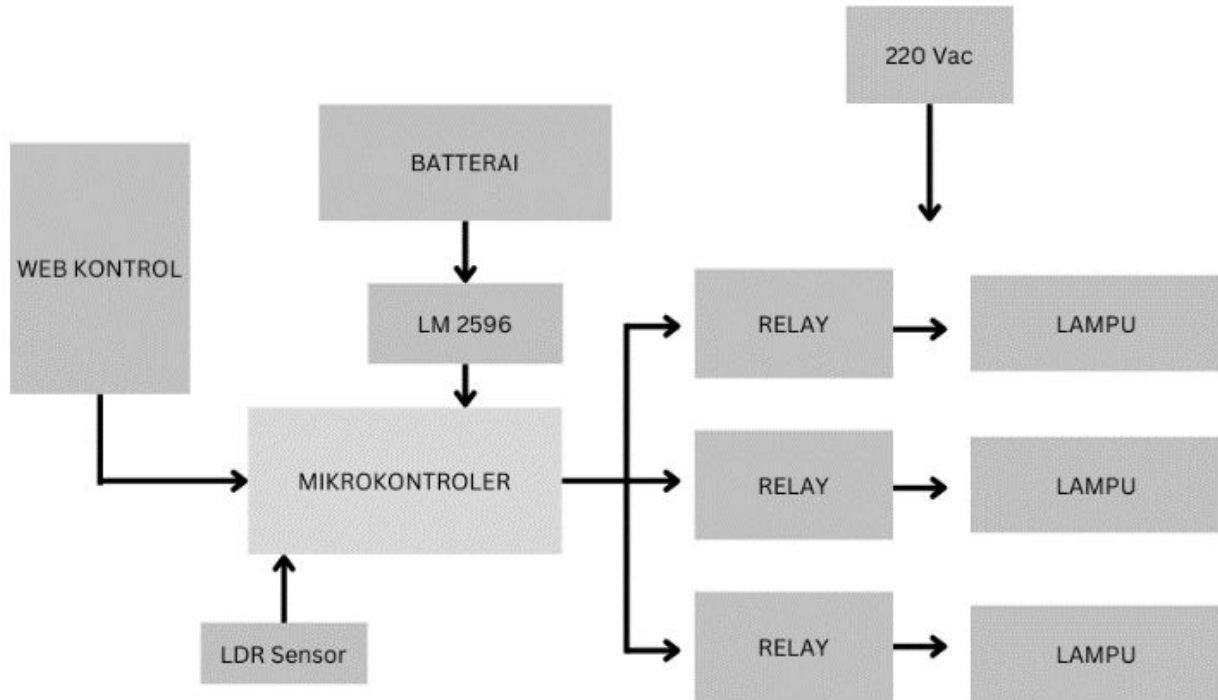 220 Vac
BATTERAI
WEB KONTROL
LM 2596
RELAY
LAMPU
MIKROKONTROLER
RELAY
LAMPU
LDR Sensor
RELAY
LAMPU